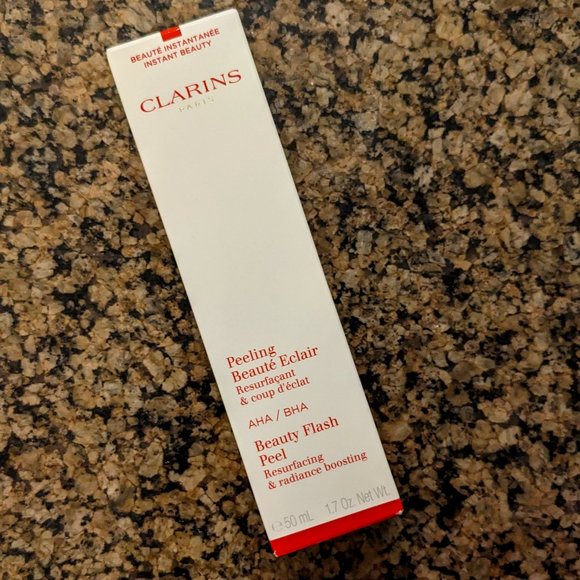 BEAUTÉ INSTANTANÉE
INSTANT BEAUTY
CLARINS
PARIS
Peeling
Beauté Eclair
Resurfaçant
& coup d'éclat
AHA / BHA
Beauty Flash
Peel
Resurfacing
& radiance boosting
℮50 mL 1.7 Oz. Net Wt.